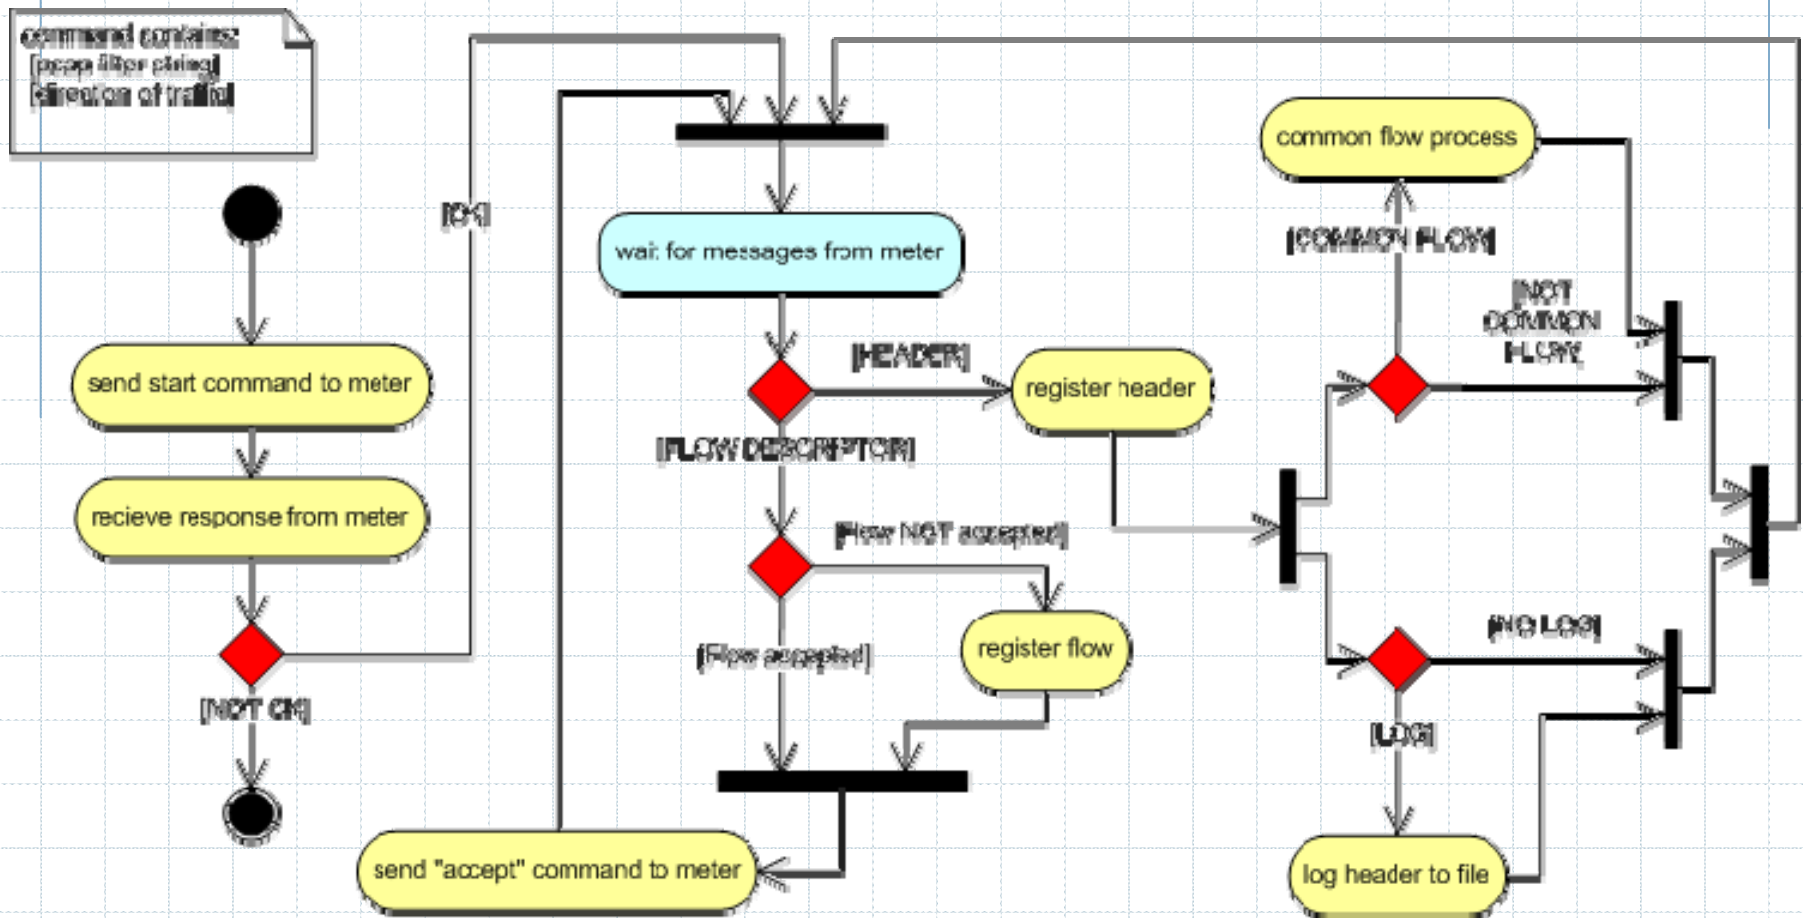 command contains:
[pcap filter string]
[direction of traffic]
common flow process
[OK]
[COMMON FLOW]
wait for messages from meter
[NOT
COMMON
FLOW]
[HEADER]
send start command to meter
register header
[FLOW DESCRIPTOR]
recieve response from meter
[Flow NOT accepted]
[NO LOG]
register flow
[Flow accepted]
[NOT OK]
[LOG]
send "accept" command to meter
log header to file